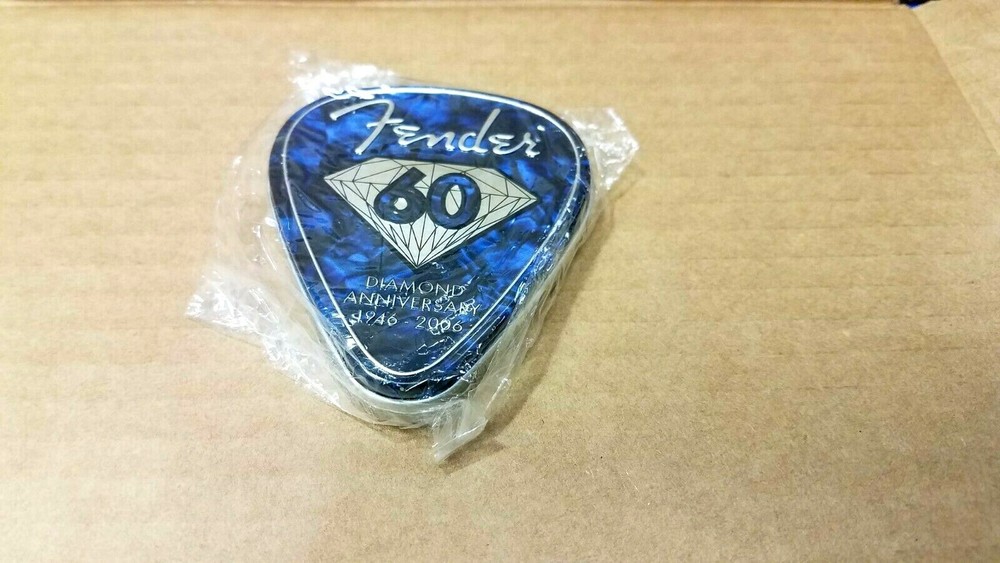 Fender
60
DIAMOND
ANNIVERSARY
1946 - 2006